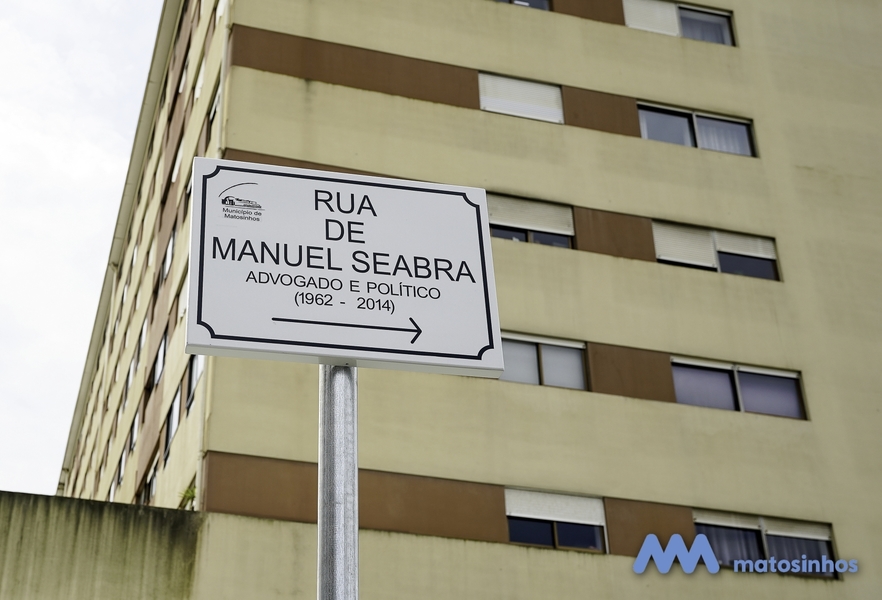 Município de
Matosinhos
RUA
DE
MANUEL SEABRA
ADVOGADO E POLÍTICO
(1962 - 2014)
matosinhos